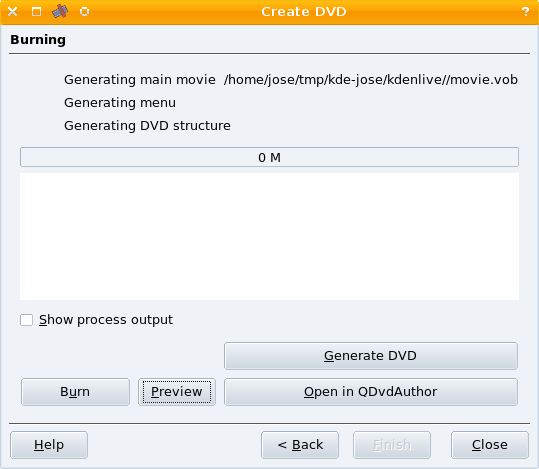 Create DVD ?
Burning
Generating main movie /home/jose/tmp/kde-jose/kdenlive//movie.vob
Generating menu
Generating DVD structure
0 M
Show process output
Generate DVD
Burn Preview Open in QDvdAuthor
Help < Back Finish Close